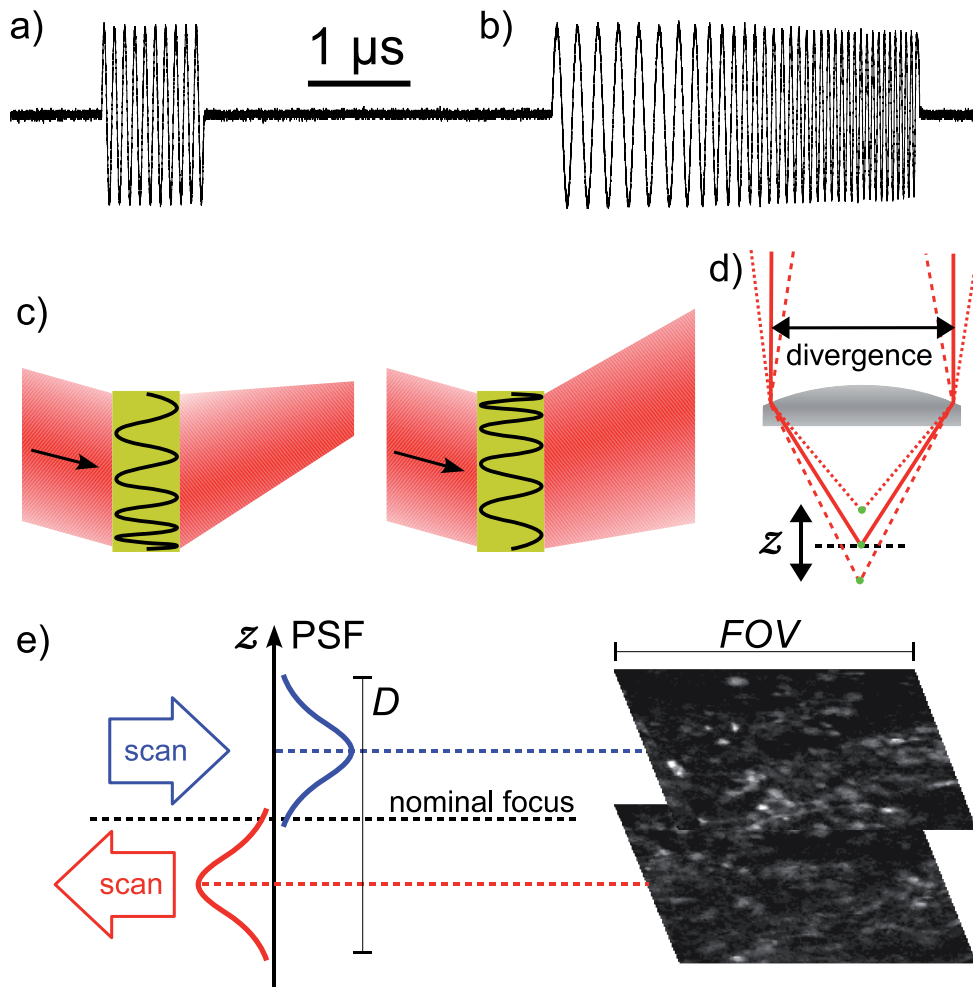 a)
b)
1 µs
c)
d)
divergence
z
e)
z PSF
FOV
D
scan
nominal focus
scan